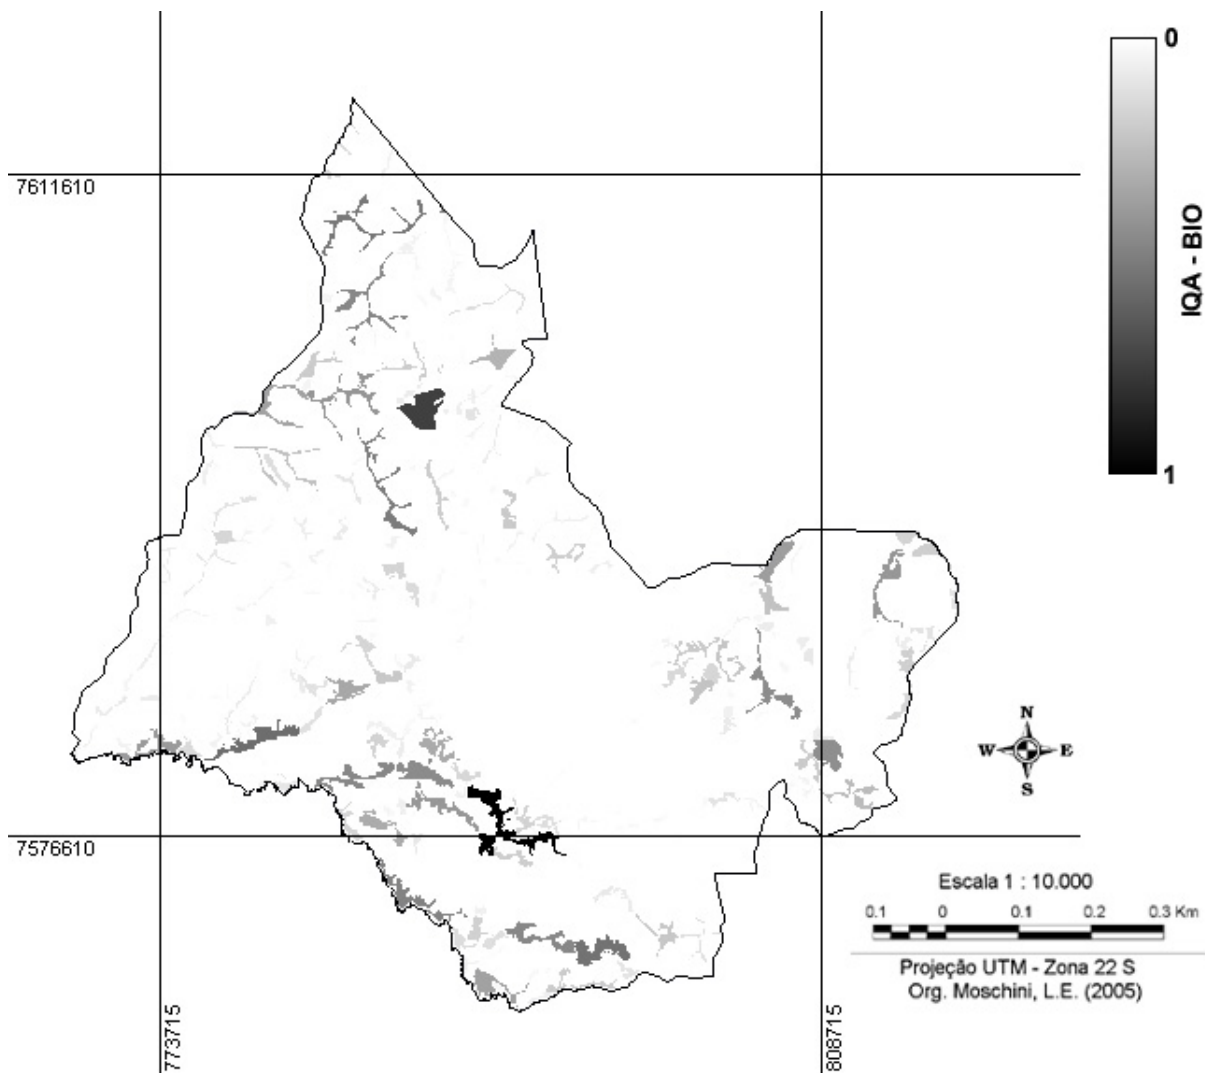 0
7611610
IQA - BIO
1
N
W E
S
7576610
Escala 1 : 10.000
0.1 0 0.1 0.2 0.3 Km
Projeção UTM - Zona 22 S
Org. Moschini, L.E. (2005)
773715
808715